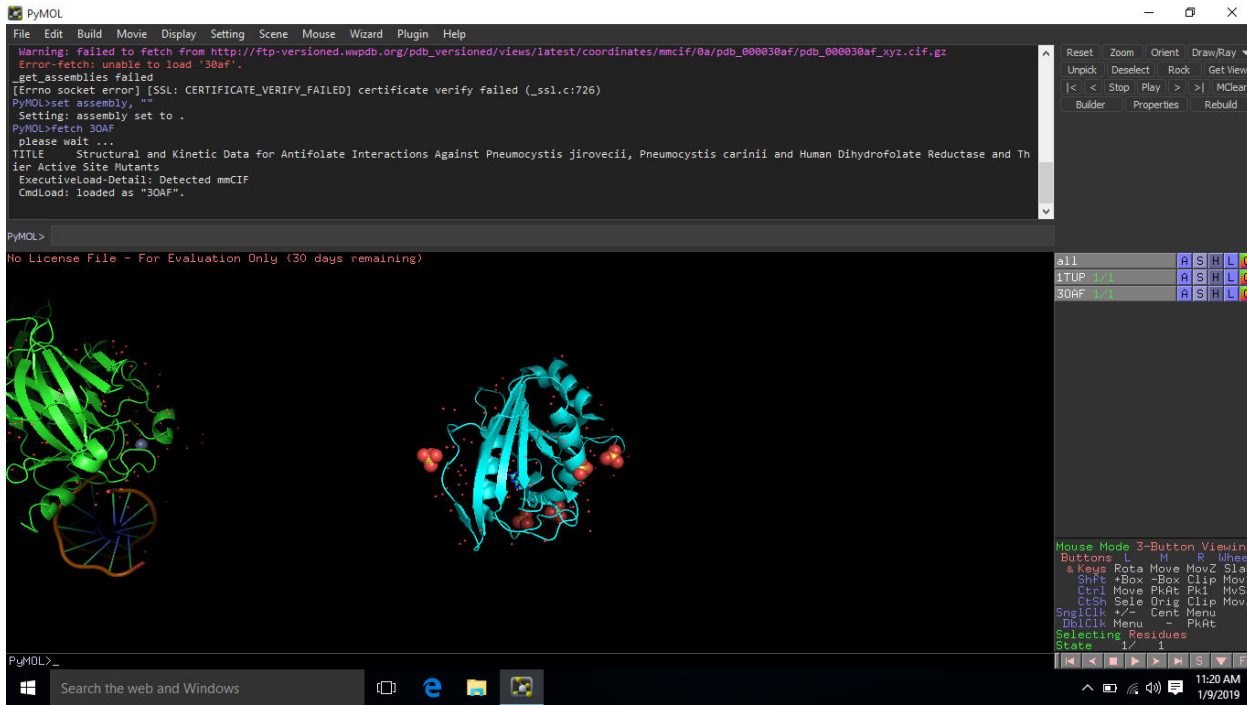 PyMOL
File Edit Build Movie Display Setting Scene Mouse Wizard Plugin Help
Warning: failed to fetch from http://ftp-versioned.wwpdb.org/pdb_versioned/views/latest/coordinates/mmcif/0a/pdb_000030af/pdb_000030af_xyz.cif.gz
Error-fetch: unable to load '30af'.
_get_assemblies failed
[Errno socket error] [SSL: CERTIFICATE_VERIFY_FAILED] certificate verify failed (_ssl.c:726)
PyMOL>set assembly, ""
Setting: assembly set to .
PyMOL>fetch 3OAF
please wait ...
TITLE Structural and Kinetic Data for Antifolate Interactions Against Pneumocystis jirovecii, Pneumocystis carinii and Human Dihydrofolate Reductase and Th
ier Active Site Mutants
ExecutiveLoad-Detail: Detected mmCIF
CmdLoad: loaded as "3OAF".
PyMOL>
Reset Zoom Orient Draw/Ray
Unpick Deselect Rock Get View
|< < Stop Play > >| MClear
Builder Properties Rebuild
No License File - For Evaluation Only (30 days remaining)
all A S H L
1TUP 1/1 A S H L
3OAF 1/1 A S H L
Mouse Mode 3-Button Viewin
Buttons L M R Whee
& Keys Rota Move MovZ Sla
Shft +Box -Box Clip Mov
Ctrl Move PkAt Pk1 MvS
CtSh Sele Orig Clip Mov
SnglClk +/- Cent Menu
DblClk Menu - PkAt
Selecting Residues
State 1/ 1
PyMOL>_
S F
Search the web and Windows
11:20 AM
1/9/2019